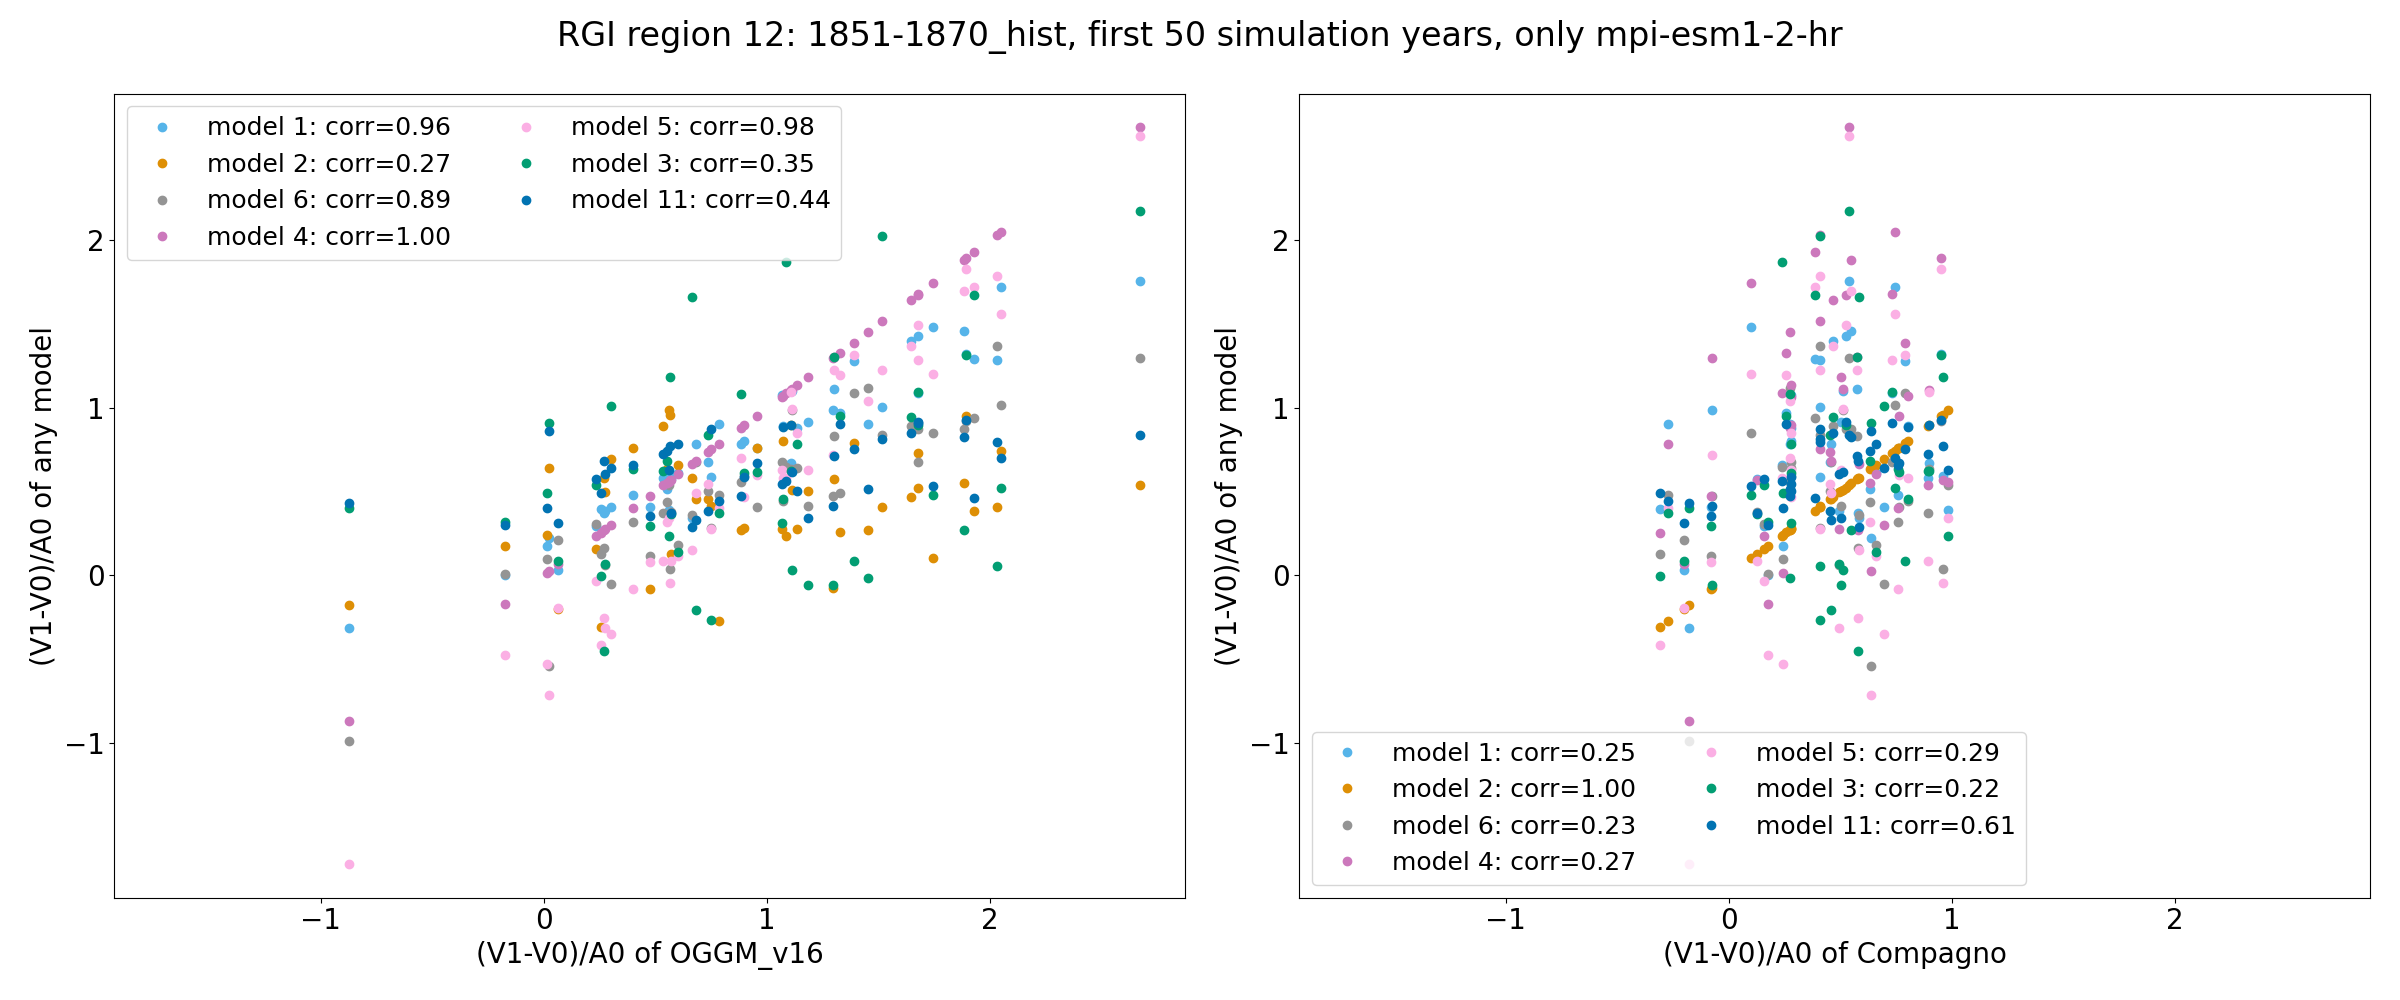 RGI region 12: 1851-1870_hist, first 50 simulation years, only mpi-esm1-2-hr
model 1: corr=0.96
model 2: corr=0.27
model 6: corr=0.89
model 4: corr=1.00
model 5: corr=0.98
model 3: corr=0.35
model 11: corr=0.44
(V1-V0)/A0 of any model
2
1
0
−1
−1
0
1
2
(V1-V0)/A0 of OGGM_v16
(V1-V0)/A0 of any model
2
1
0
−1
model 1: corr=0.25
model 2: corr=1.00
model 6: corr=0.23
model 4: corr=0.27
model 5: corr=0.29
model 3: corr=0.22
model 11: corr=0.61
−1
0
1
2
(V1-V0)/A0 of Compagno